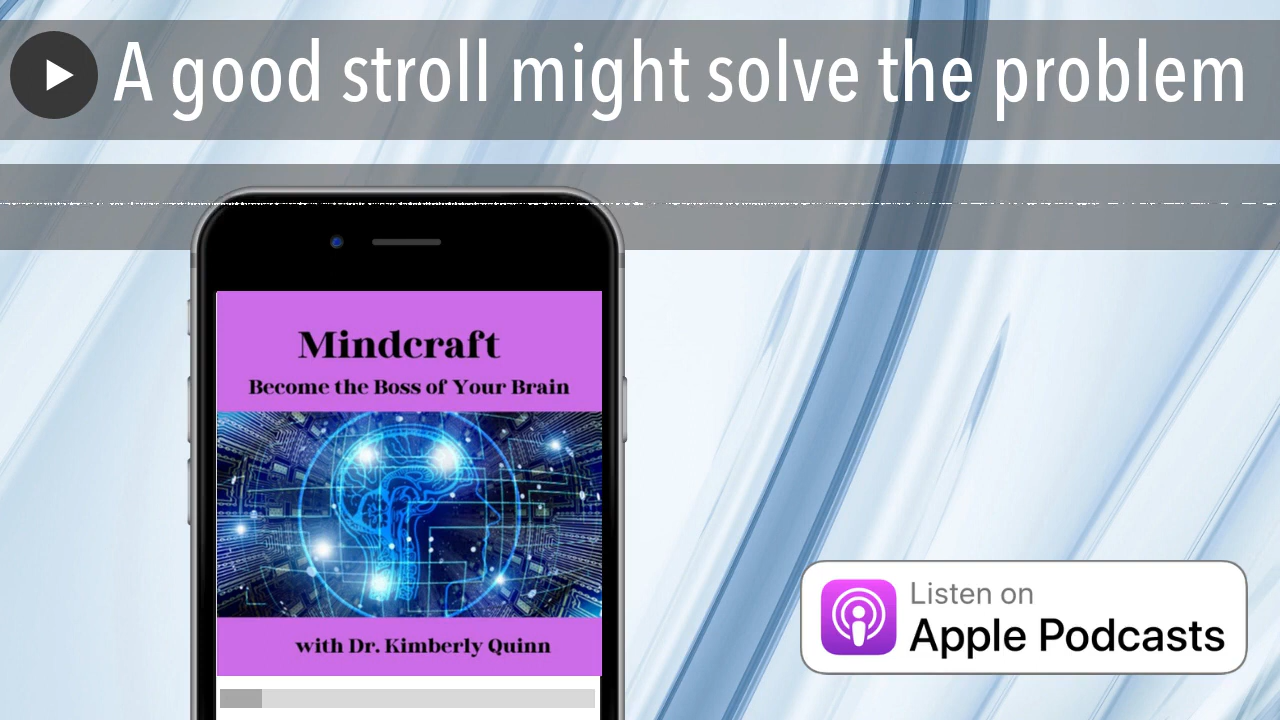 A good stroll might solve the problem
Mindcraft
Become the Boss of Your Brain
with Dr. Kimberly Quinn
Listen on
Apple Podcasts